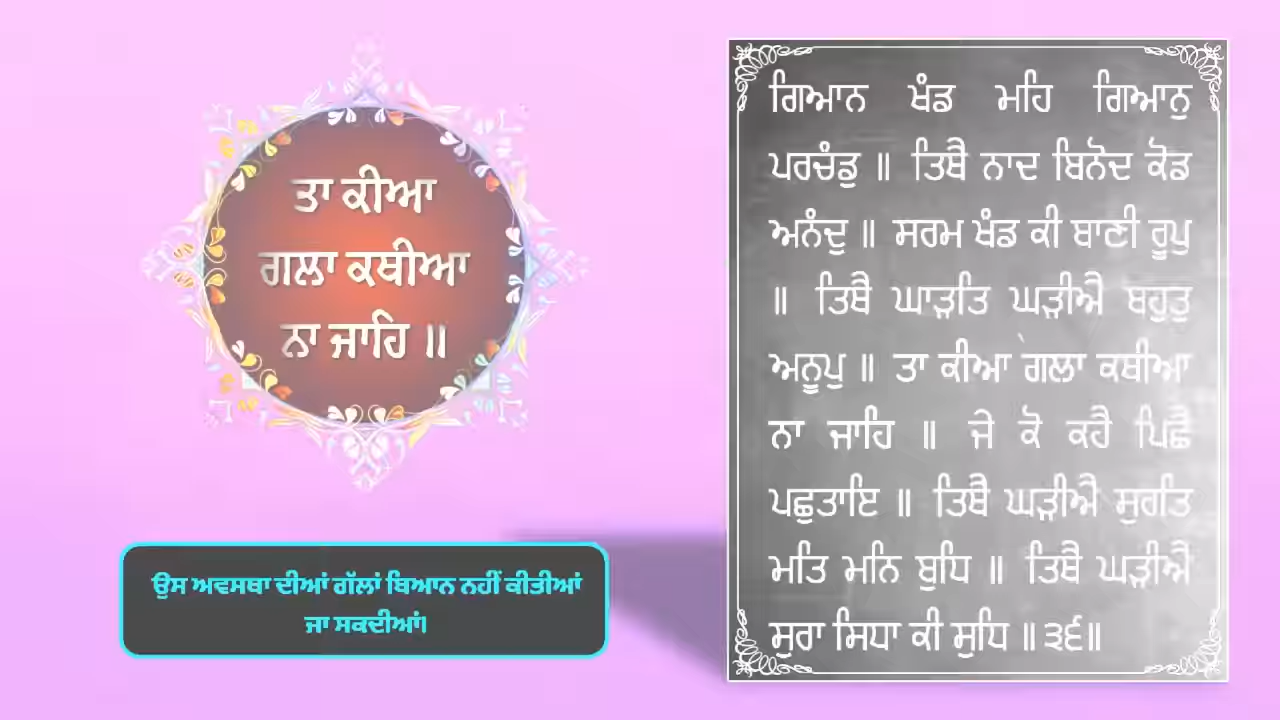 ਤਾ ਕੀਆ
ਗਲਾ ਕਥੀਆ
ਨਾ ਜਾਹਿ ॥
ਉਸ ਅਵਸਥਾ ਦੀਆਂ ਗੱਲਾਂ ਬਿਆਨ ਨਹੀਂ ਕੀਤੀਆਂ
ਜਾ ਸਕਦੀਆਂ।
ਗਿਆਨ ਖੰਡ ਮਹਿ ਗਿਆਨੁ
ਪਰਚੰਡੁ ॥ ਤਿਥੈ ਨਾਦ ਬਿਨੋਦ ਕੋਡ
ਅਨੰਦੁ ॥ ਸਰਮ ਖੰਡ ਕੀ ਬਾਣੀ ਰੂਪੁ
॥ ਤਿਥੈ ਘਾੜਤਿ ਘੜੀਐ ਬਹੁਤੁ
ਅਨੂਪੁ ॥ ਤਾ ਕੀਆ ਗਲਾ ਕਥੀਆ
ਨਾ ਜਾਹਿ ॥ ਜੇ ਕੋ ਕਹੈ ਪਿਛੈ
ਪਛੁਤਾਇ ॥ ਤਿਥੈ ਘੜੀਐ ਸੁਰਤਿ
ਮਤਿ ਮਨਿ ਬੁਧਿ ॥ ਤਿਥੈ ਘੜੀਐ
ਸੁਰਾ ਸਿਧਾ ਕੀ ਸੁਧਿ ॥੩੬॥